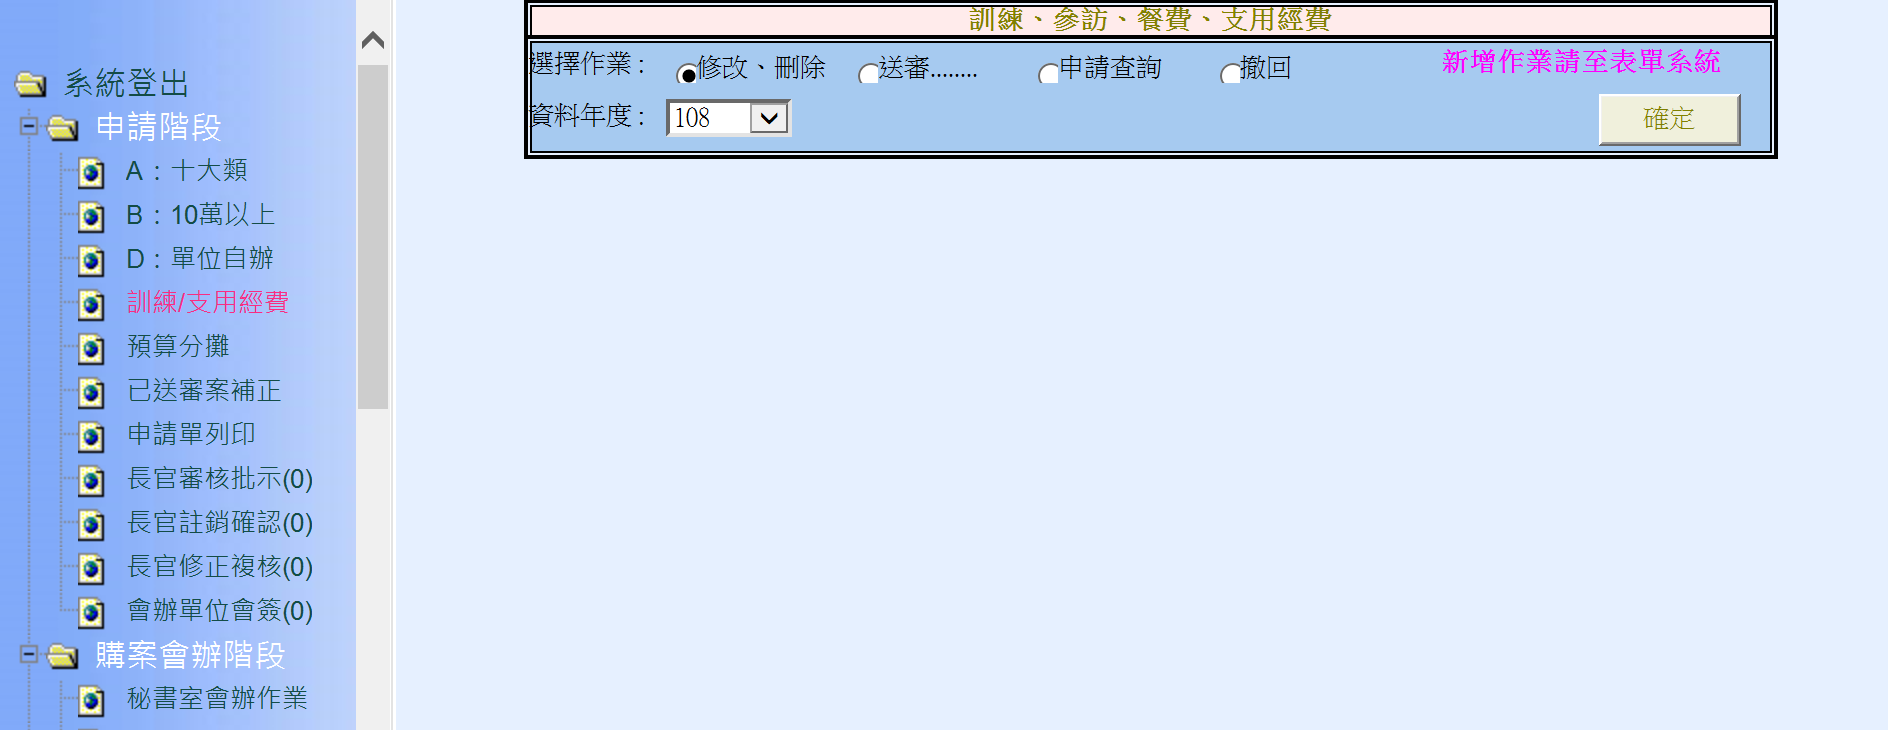 系統登出
申請階段
A：十大類
B：10萬以上
D：單位自辦
訓練/支用經費
預算分攤
已送審案補正
申請單列印
長官審核批示(0)
長官註銷確認(0)
長官修正複核(0)
會辦單位會簽(0)
購案會辦階段
秘書室會辦作業
訓練、參訪、餐費、支用經費
選擇作業： 修改、刪除 送審........ 申請查詢 撤回 新增作業請至表單系統
資料年度： 108 確定